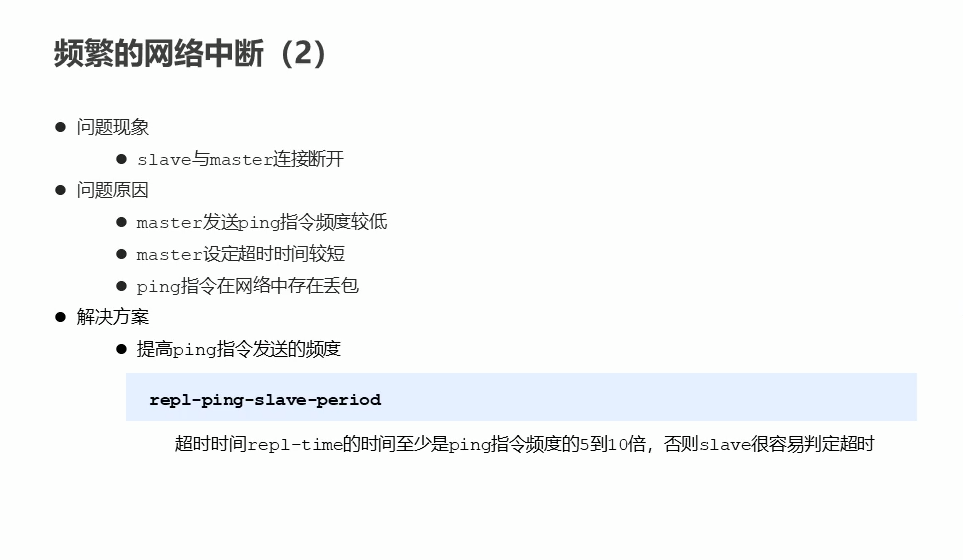 频繁的网络中断（2）
● 问题现象
● slave与master连接断开
● 问题原因
● master发送ping指令频度较低
● master设定超时时间较短
● ping指令在网络中存在丢包
● 解决方案
● 提高ping指令发送的频度
repl-ping-slave-period
超时时间repl-time的时间至少是ping指令频度的5到10倍，否则slave很容易判定超时